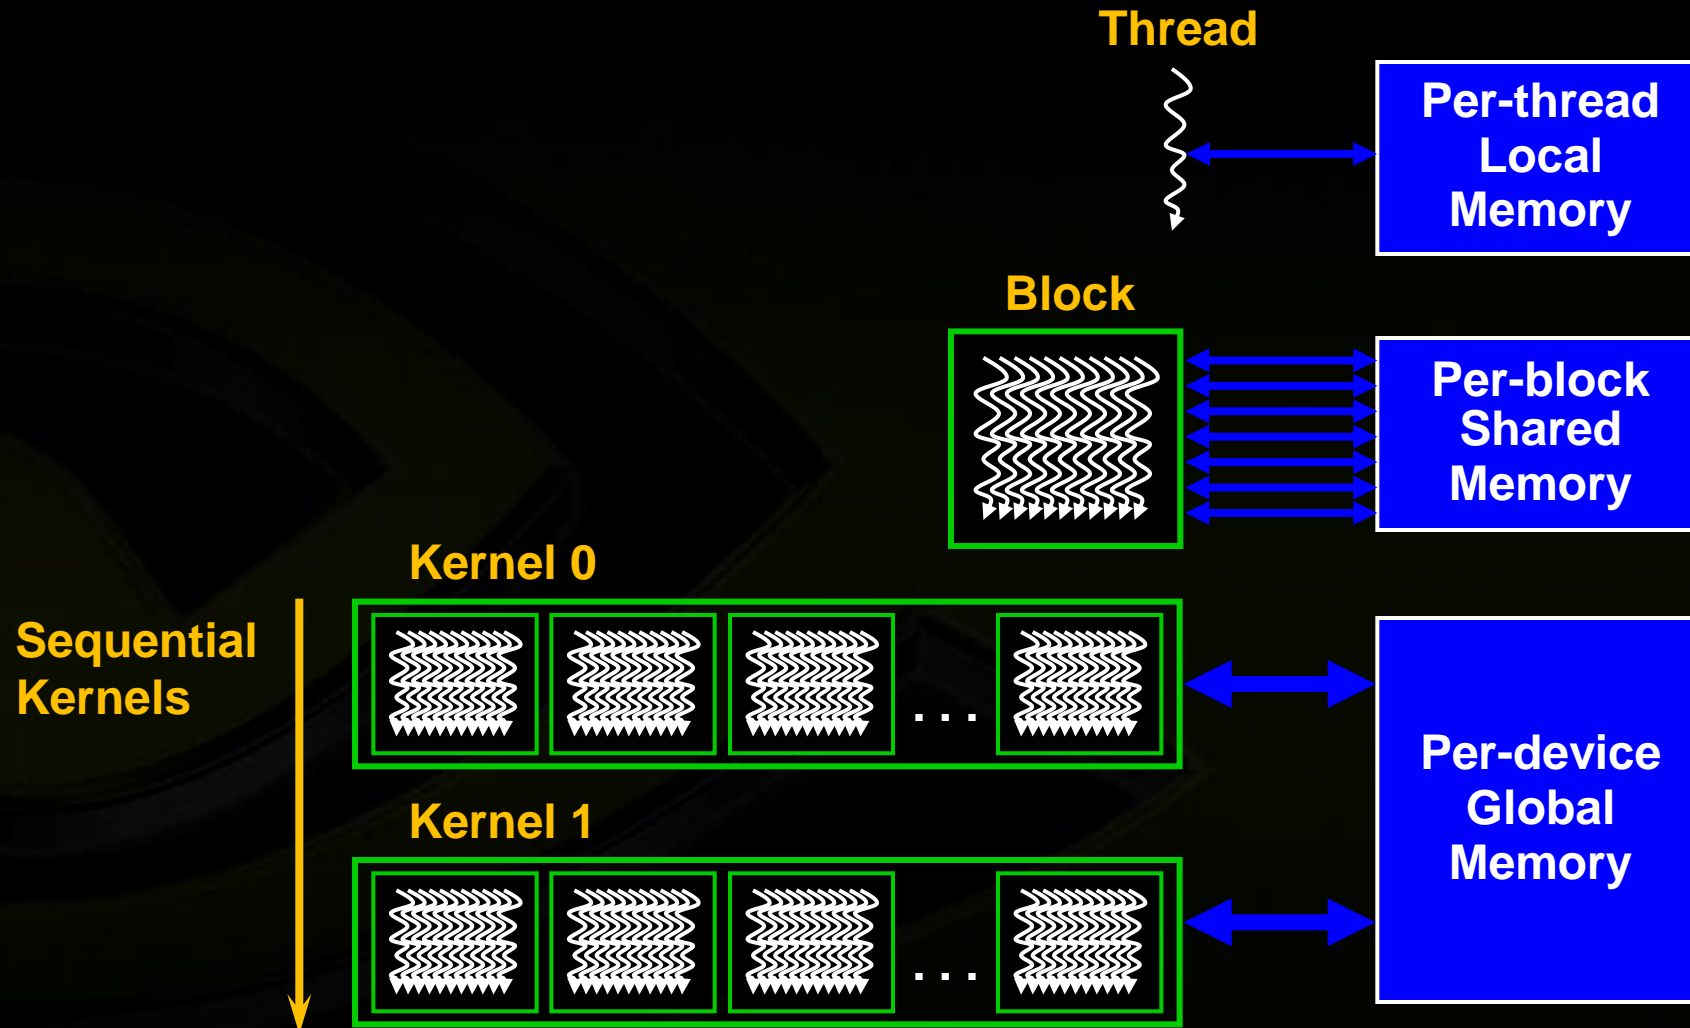 Thread
Per-thread
Local
Memory
Block
Per-block
Shared
Memory
Kernel 0
Sequential
Kernels
. . .
Per-device
Global
Memory
Kernel 1
. . .